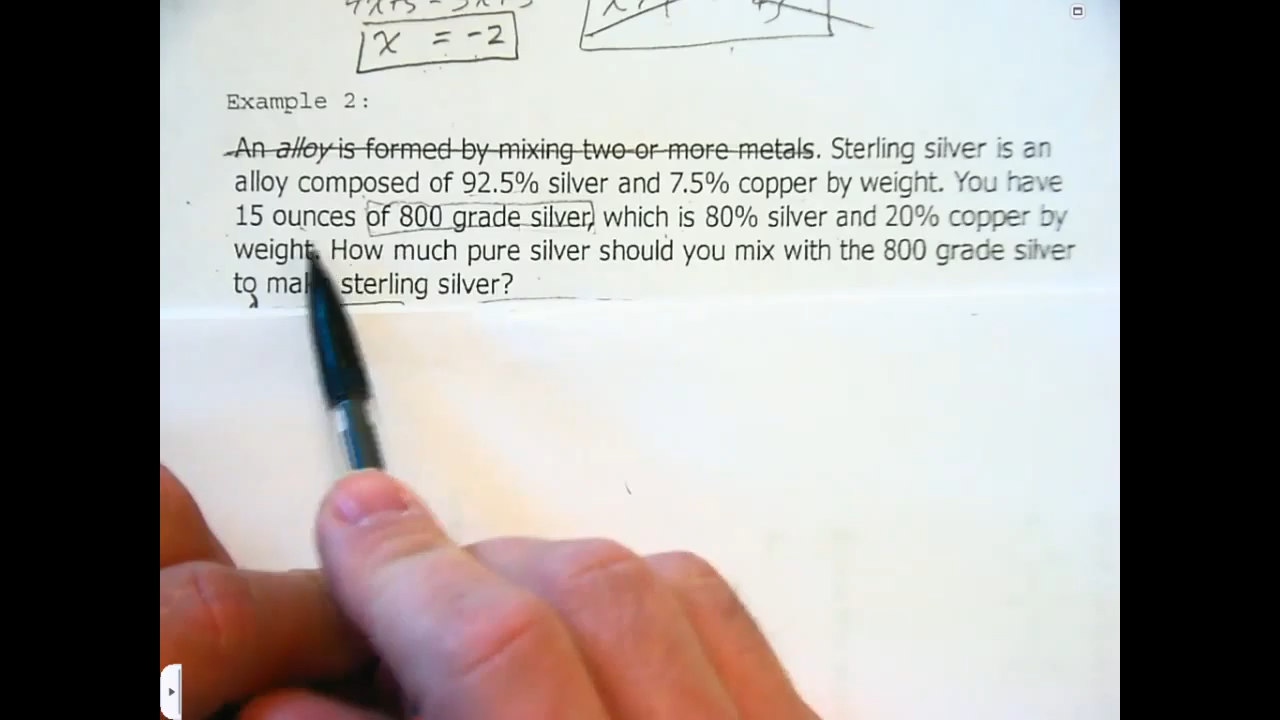 x = -2
Example 2:
An alloy is formed by mixing two or more metals. Sterling silver is an
alloy composed of 92.5% silver and 7.5% copper by weight. You have
15 ounces of 800 grade silver, which is 80% silver and 20% copper by
weight. How much pure silver should you mix with the 800 grade silver
to sterling silver?